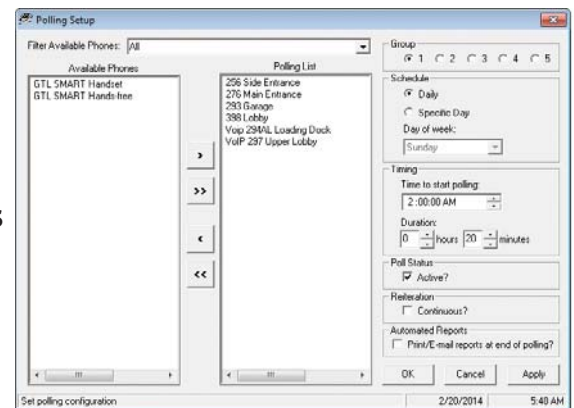 Polling Setup
Filter Available Phones: All
Available Phones
GTL SMART Handset
GTL SMART Hands-free
>
>>
<
<<
Polling List
256 Side Entrance
276 Main Entrance
293 Garage
398 Lobby
Voip 294AL Loading Dock
VoIP 297 Upper Lobby
Group
1 2 3 4 5
Schedule
Daily
Specific Day
Day of week:
Sunday
Timing
Time to start polling:
2:00:00 AM
Duration:
0 hours 20 minutes
Poll Status
Active?
Reiteration
Continuous?
Automated Reports
Print/E-mail reports at end of polling?
OK Cancel Apply
Set polling configuration 2/20/2014 5:48 AM
s